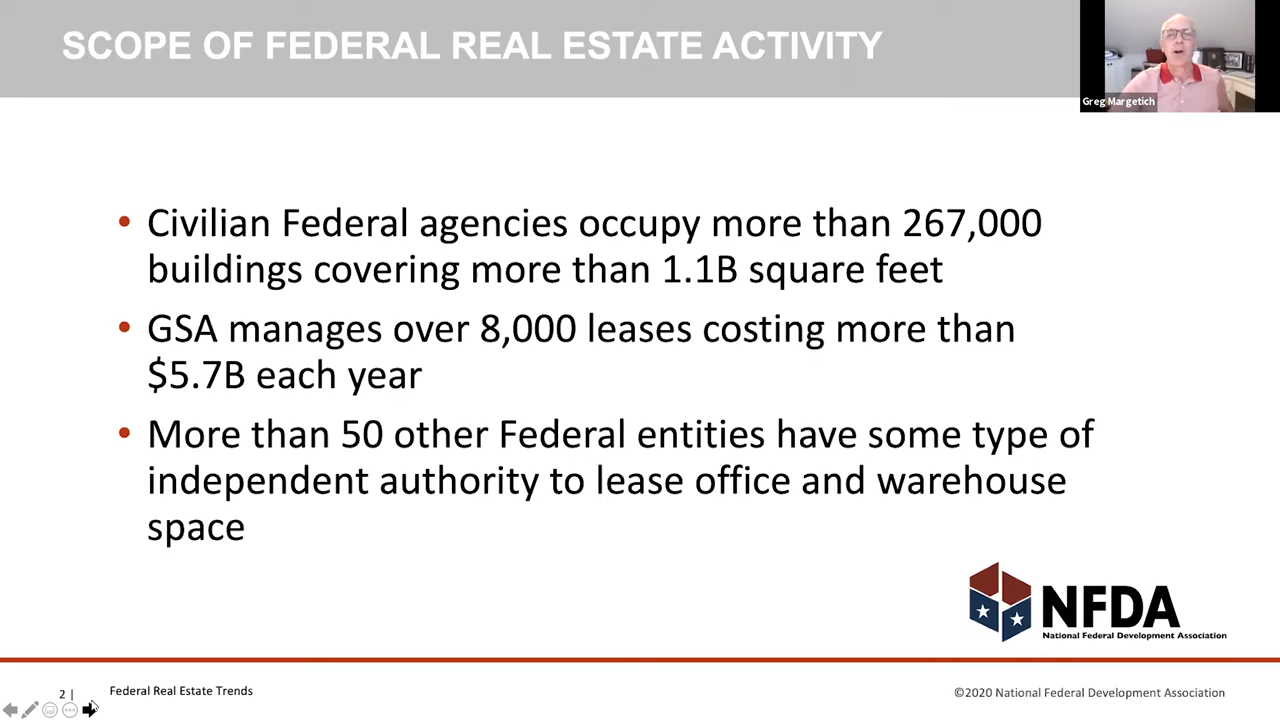 SCOPE OF FEDERAL REAL ESTATE ACTIVITY
Greg Margetich
• Civilian Federal agencies occupy more than 267,000
buildings covering more than 1.1B square feet
• GSA manages over 8,000 leases costing more than
$5.7B each year
• More than 50 other Federal entities have some type of
independent authority to lease office and warehouse
space
NFDA
National Federal Development Association
2 |
Federal Real Estate Trends
©2020 National Federal Development Association